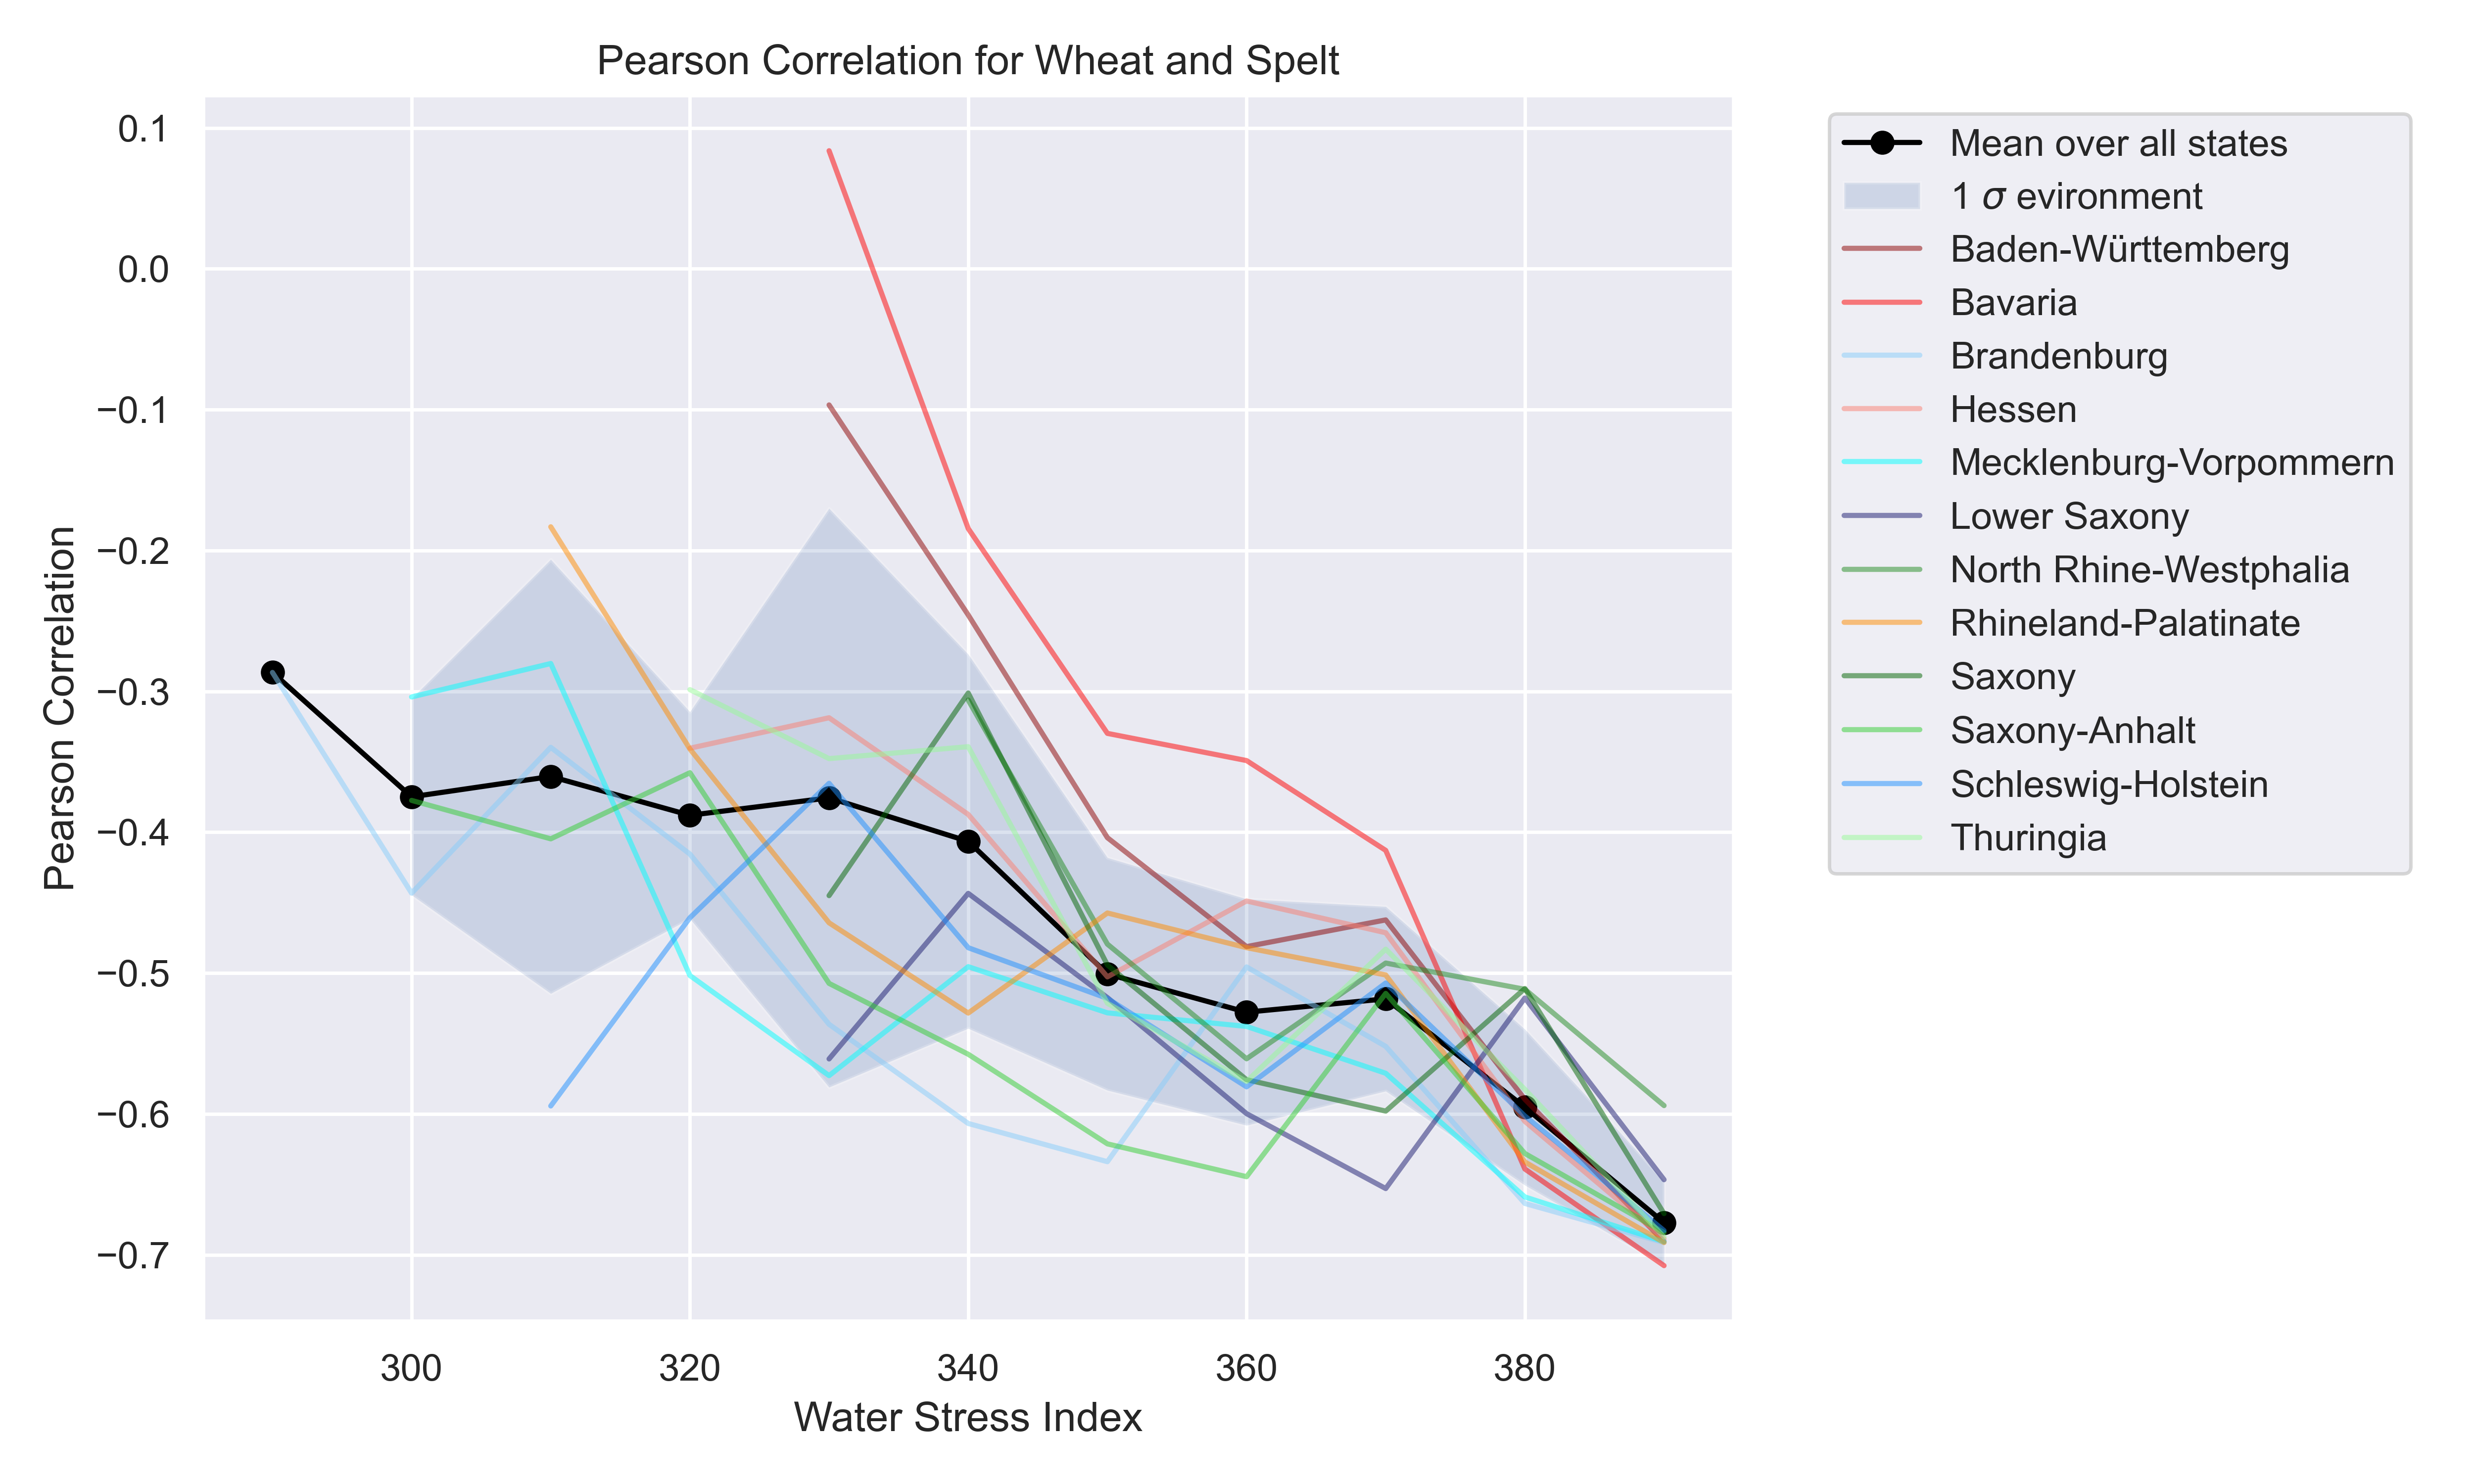 Pearson Correlation for Wheat and Spelt
Pearson Correlation
0.1
0.0
−0.1
−0.2
−0.3
−0.4
−0.5
−0.6
−0.7
300 320 340 360 380
Water Stress Index
Mean over all states
1 σ evironment
Baden-Württemberg
Bavaria
Brandenburg
Hessen
Mecklenburg-Vorpommern
Lower Saxony
North Rhine-Westphalia
Rhineland-Palatinate
Saxony
Saxony-Anhalt
Schleswig-Holstein
Thuringia